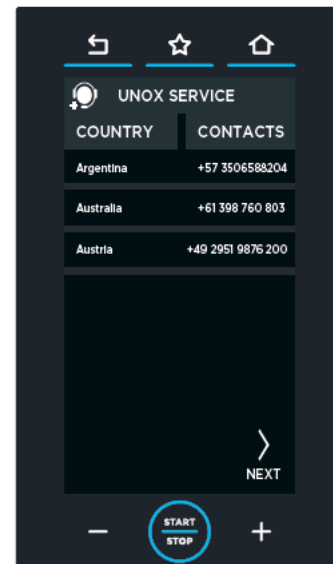 UNOX SERVICE
COUNTRY CONTACTS
Argentina +57 3506588204
Australia +61 398 760 803
Austria +49 2951 9876 200
NEXT
START
STOP